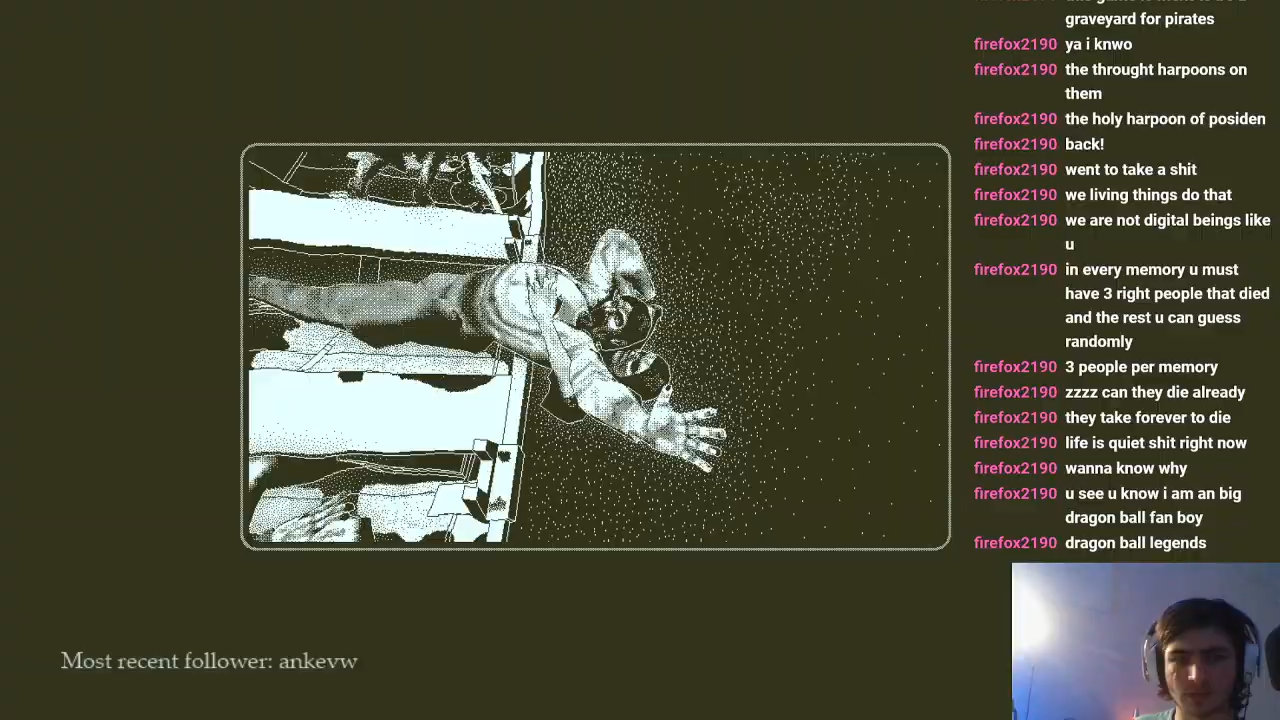 graveyard for pirates
firefox2190 ya i knwo
firefox2190 the throught harpoons on
them
firefox2190 the holy harpoon of posiden
firefox2190 back!
firefox2190 went to take a shit
firefox2190 we living things do that
firefox2190 we are not digital beings like
u
firefox2190 in every memory u must
have 3 right people that died
and the rest u can guess
randomly
firefox2190 3 people per memory
firefox2190 zzzz can they die already
firefox2190 they take forever to die
firefox2190 life is quiet shit right now
firefox2190 wanna know why
firefox2190 u see u know i am an big
dragon ball fan boy
firefox2190 dragon ball legends
Most recent follower: ankevw